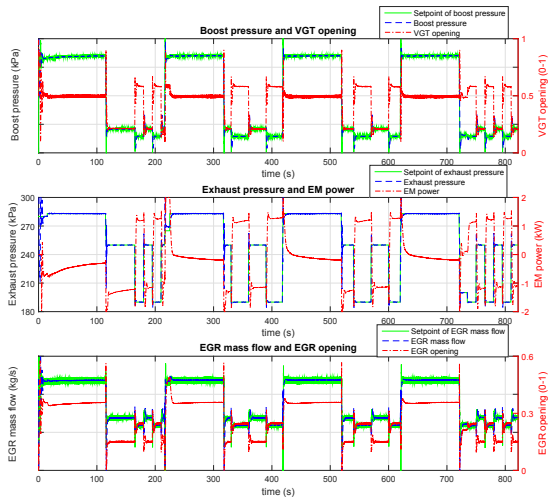 Setpoint of boost pressure
Boost pressure
VGT opening
Boost pressure and VGT opening
Boost pressure (kPa)
1
0.5
0
VGT opening (0-1)
0 100 200 300 400 500 600 700 800
time (s)
Setpoint of exhaust pressure
Exhaust pressure
EM power
Exhaust pressure and EM power
Exhaust pressure (kPa)
300
270
240
210
180
2
1
0
-1
-2
EM power (kW)
0 100 200 300 400 500 600 700 800
time (s)
Setpoint of EGR mass flow
EGR mass flow
EGR opening
EGR mass flow and EGR opening
EGR mass flow (kg/s)
0.6
0.3
0
EGR opening (0-1)
0 100 200 300 400 500 600 700 800
time (s)